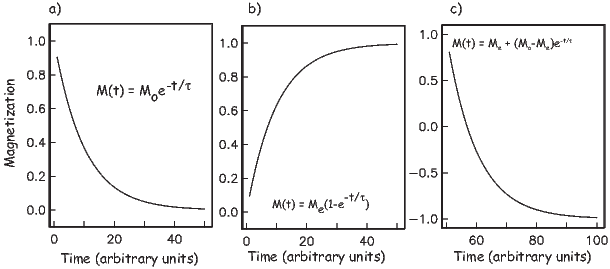 a)
b)
c)
Magnetization
1.0
0.8
0.6
0.4
0.2
0.0
M(t) = M₀e^-t/τ
0 20 40
Time (arbitrary units)
1.0
0.8
0.6
0.4
0.2
0.0
M(t) = Mₑ(1-e^-t/τ)
0 20 40
Time (arbitrary units)
1.0
0.5
0.0
-0.5
-1.0
M(t) = Mₑ + (M₀-Mₑ)e^-t/τ
60 80 100
Time (arbitrary units)